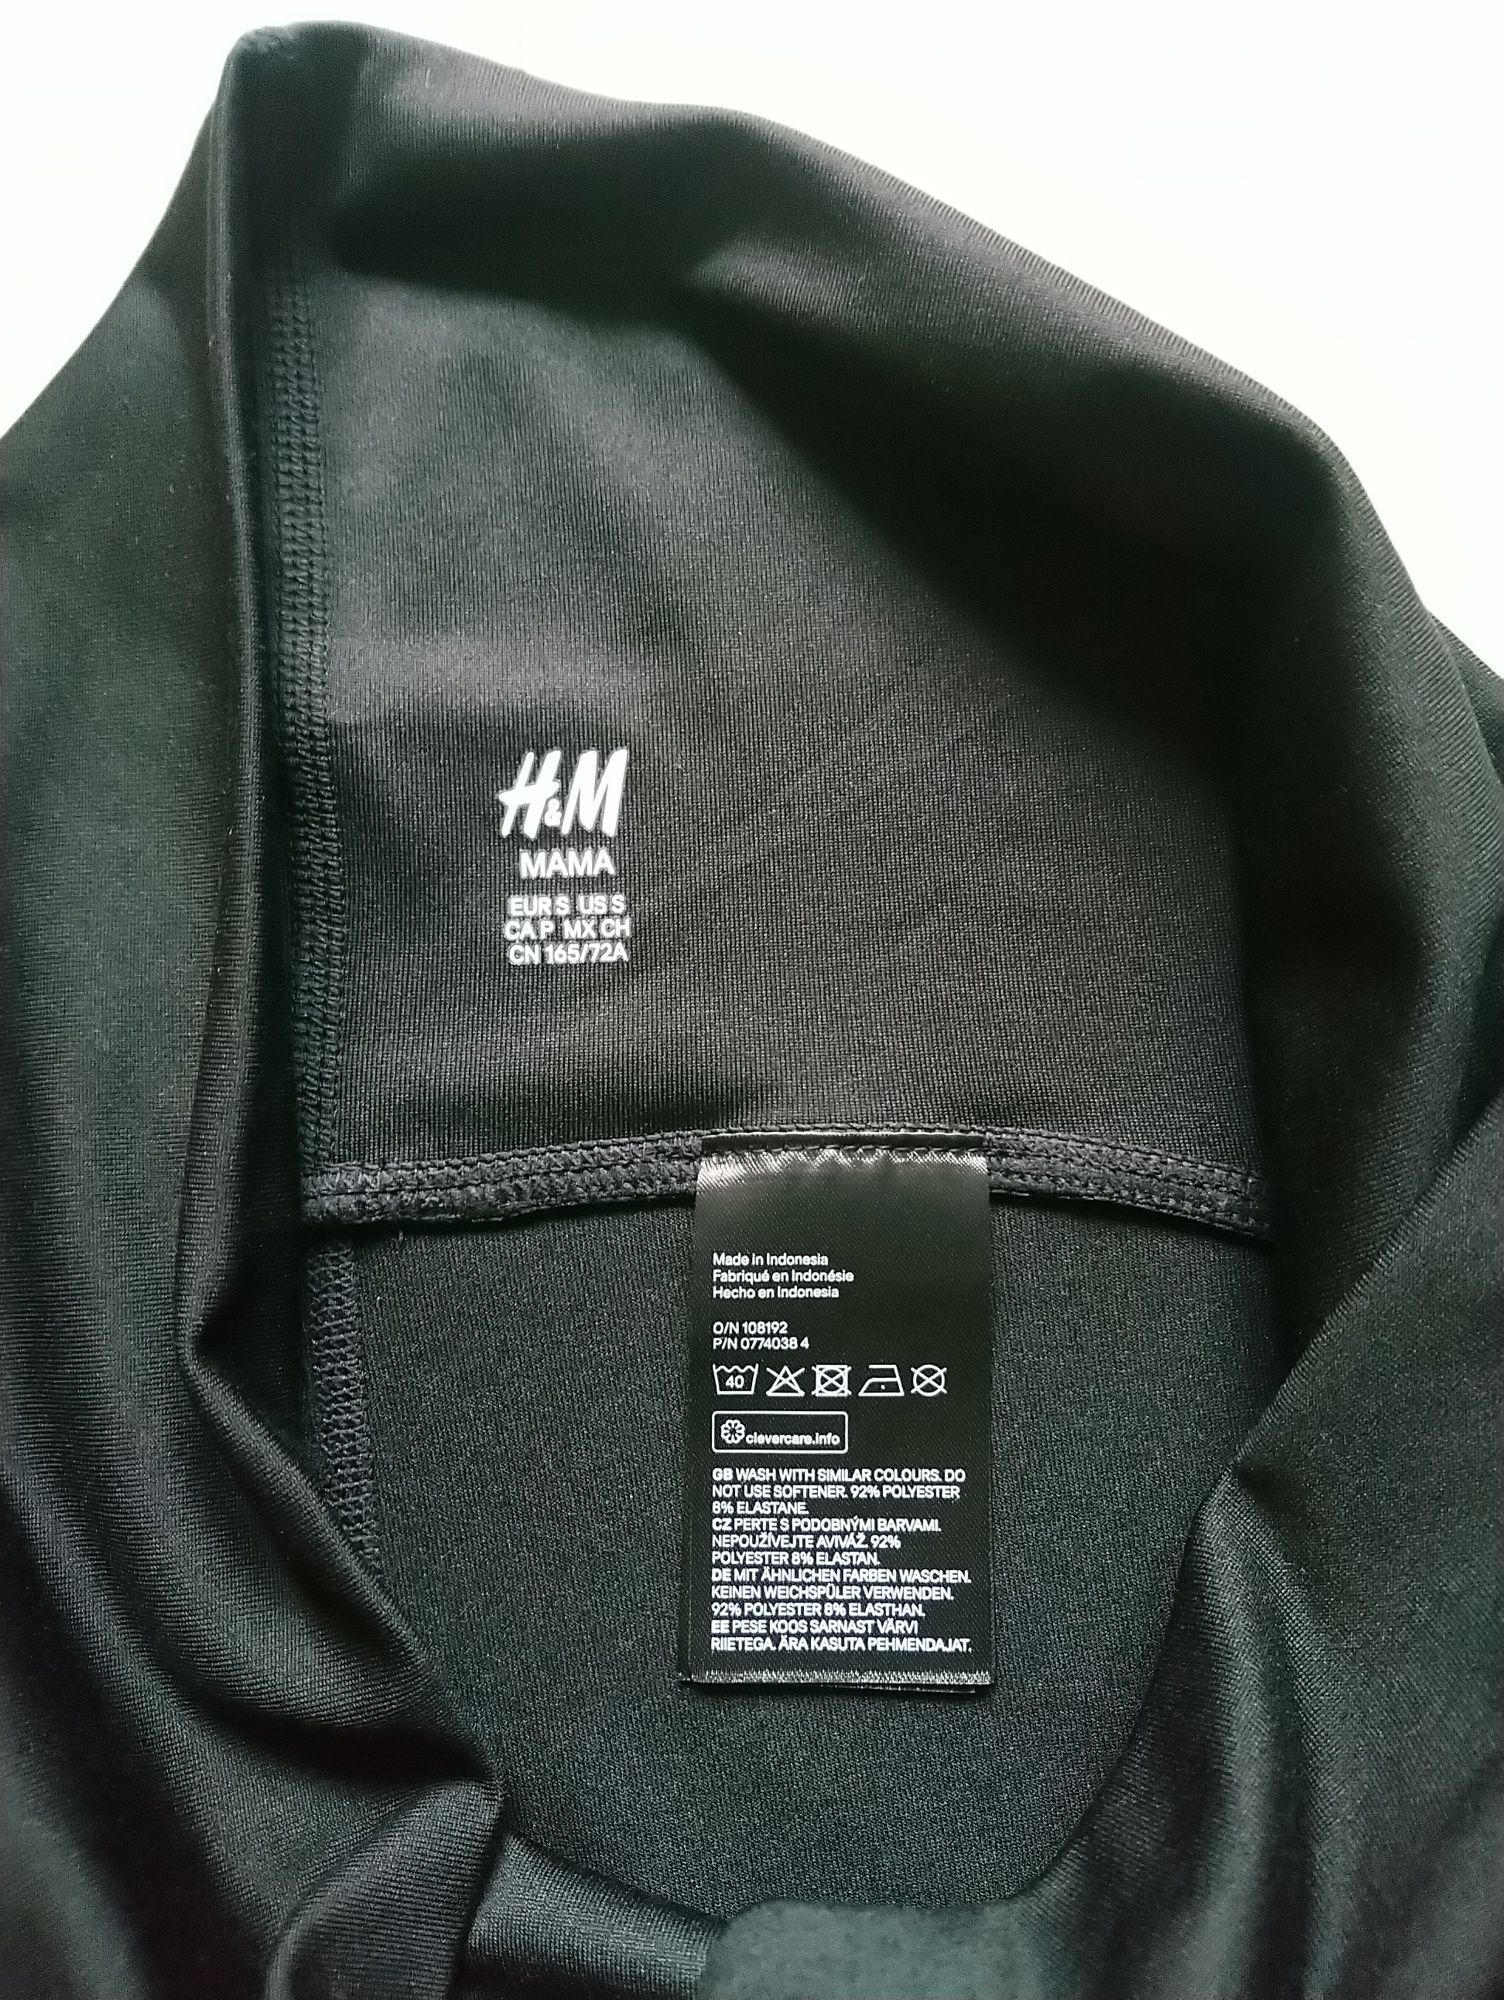 H&M
MAMA
EUR S US S
CA P MX CH
CN 165/72A
Made in Indonesia
Fabriqué en Indonésie
Hecho en Indonesia
O/N 108192
P/N 0774038 4
40
clevercare.info
GB WASH WITH SIMILAR COLOURS. DO
NOT USE SOFTENER. 92% POLYESTER
8% ELASTANE.
CZ PERTE S PODOBNÝMI BARVAMI.
NEPOUŽÍVEJTE AVIVÁŽ. 92%
POLYESTER 8% ELASTAN.
DE MIT ÄHNLICHEN FARBEN WASCHEN.
KEINEN WEICHSPÜLER VERWENDEN.
92% POLYESTER 8% ELASTHAN.
EE PESE KOOS SARNAST VÄRVI
RIIETEGA. ÄRA KASUTA PEHMENDAJAT.